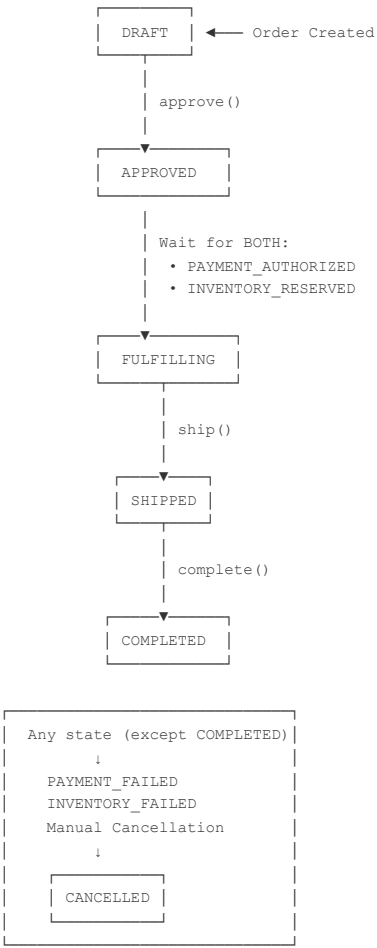 DRAFT
Order Created
approve()
APPROVED
Wait for BOTH:
• PAYMENT_AUTHORIZED
• INVENTORY_RESERVED
FULFILLING
ship()
SHIPPED
complete()
COMPLETED
Any state (except COMPLETED)
↓
PAYMENT_FAILED
INVENTORY_FAILED
Manual Cancellation
↓
CANCELLED